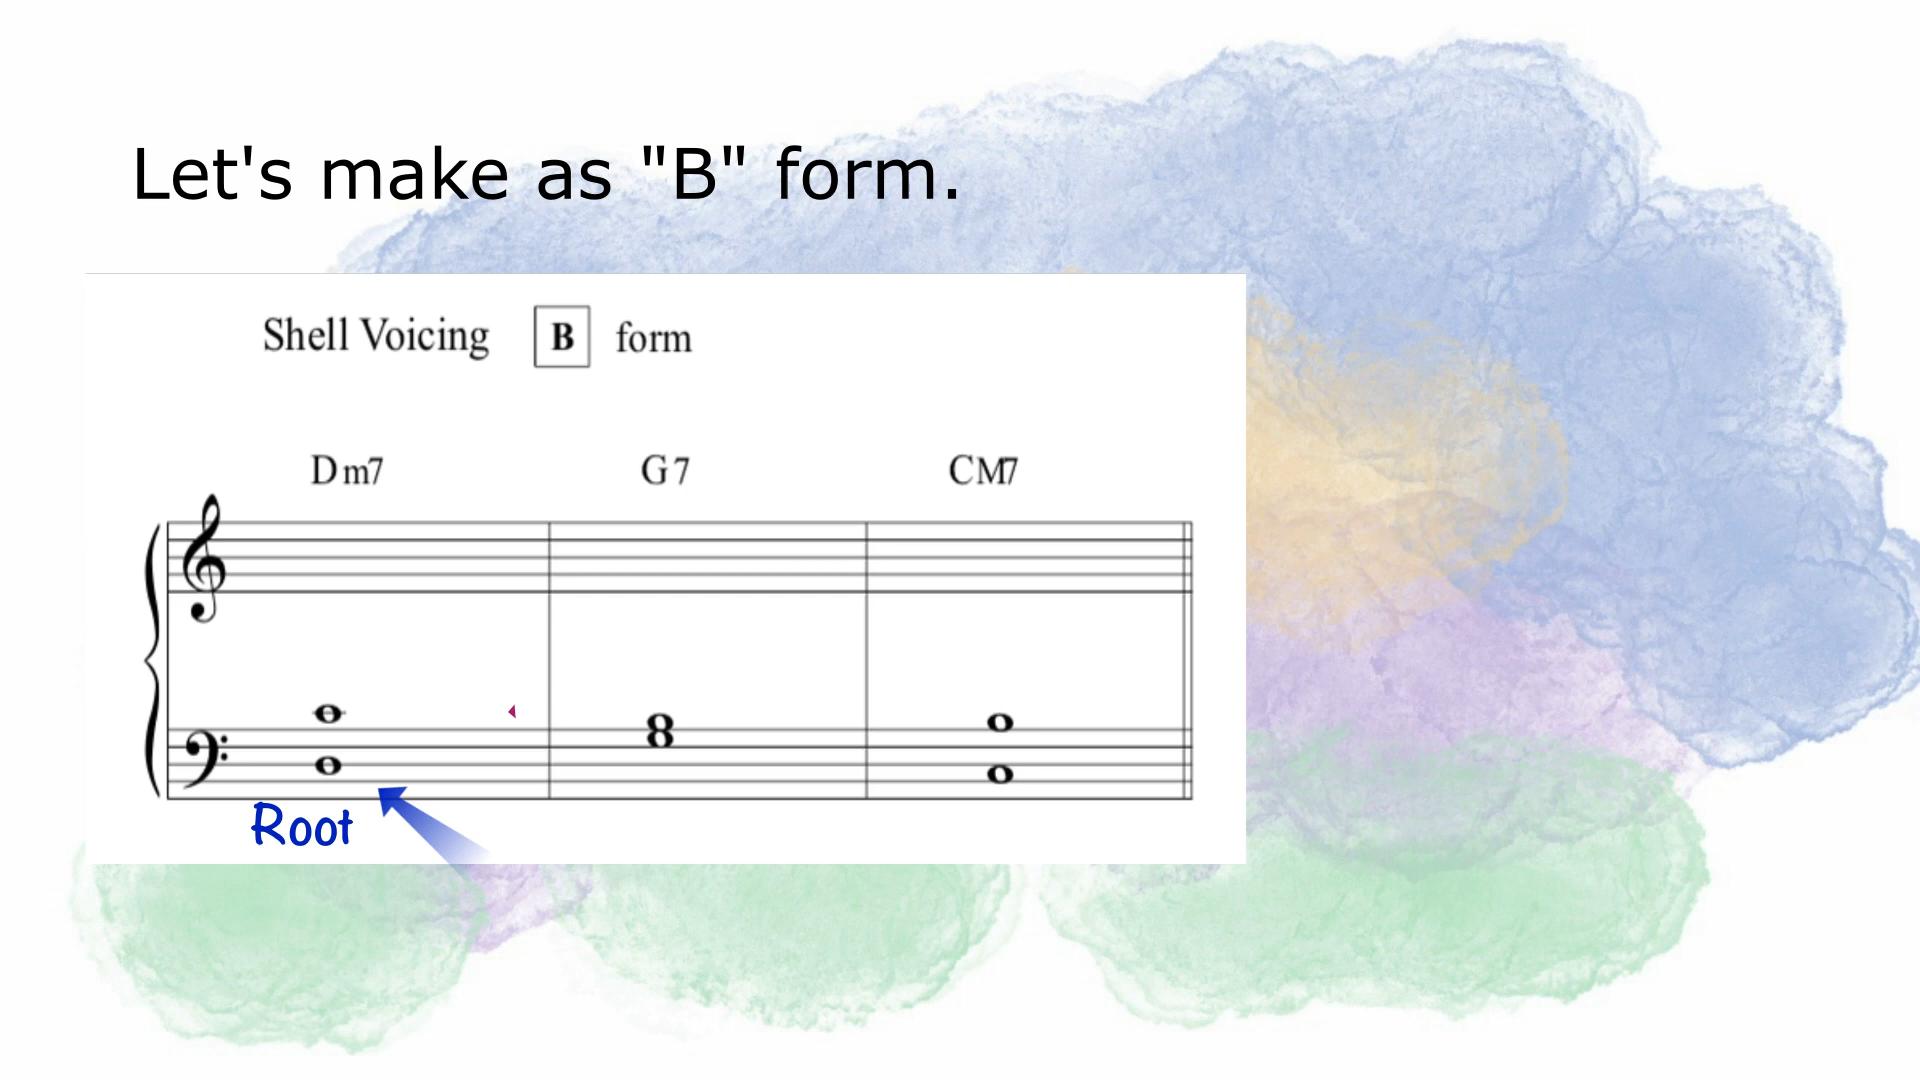 Let's make as "B" form.
Shell Voicing B form
Dm7 G7 CM7
Root